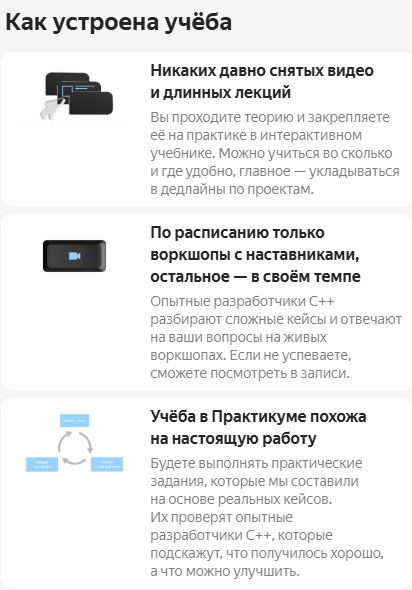 Как устроена учёба
Никаких давно снятых видео
и длинных лекций
Вы проходите теорию и закрепляете
её на практике в интерактивном
учебнике. Можно учиться во сколько
и где удобно, главное — укладываться
в дедлайны по проектам.
По расписанию только
воркшопы с наставниками,
остальное — в своём темпе
Опытные разработчики C++
разбирают сложные кейсы и отвечают
на ваши вопросы на живых
воркшопах. Если не успеваете,
сможете посмотреть в записи.
Учёба в Практикуме похожа
на настоящую работу
Будете выполнять практические
задания, которые мы составили
на основе реальных кейсов.
Их проверят опытные
разработчики C++, которые
подскажут, что получилось хорошо,
а что можно улучшить.